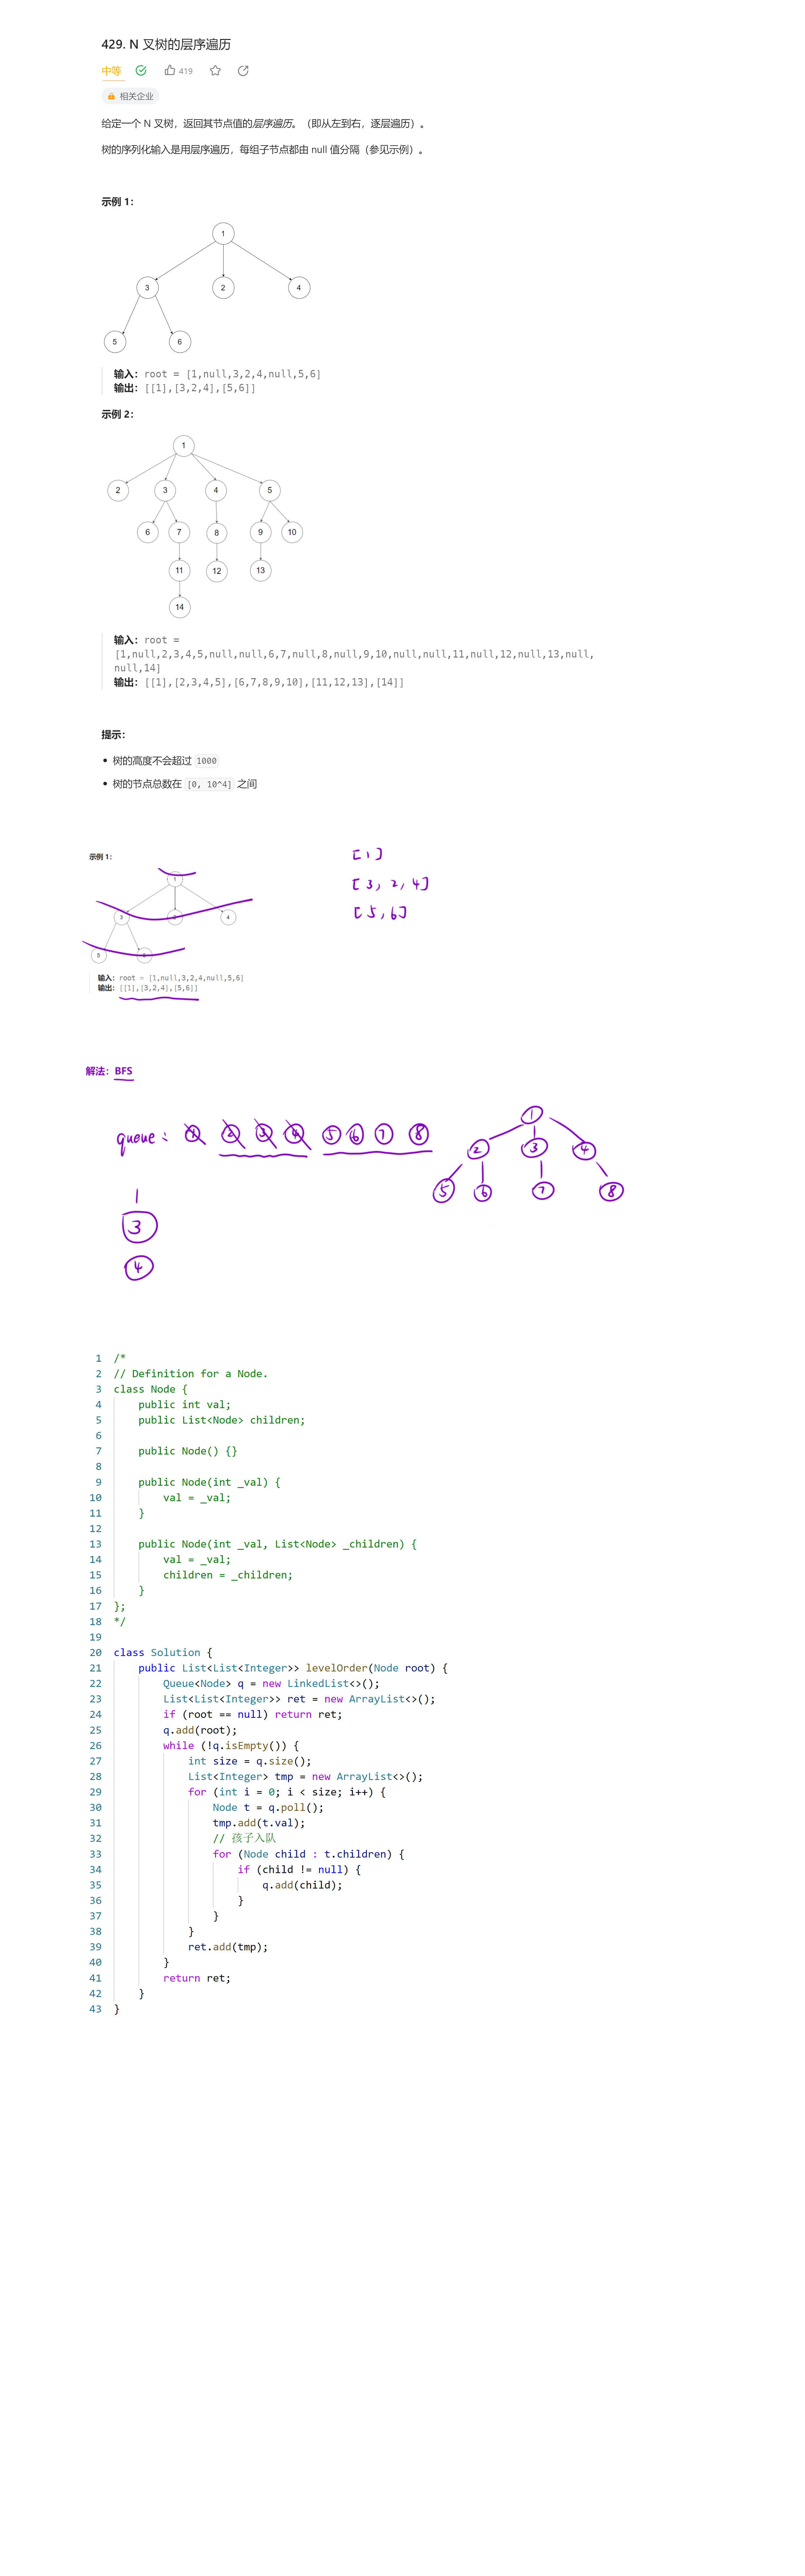 429. N 叉树的层序遍历
中等 419
相关企业
给定一个 N 叉树，返回其节点值的层序遍历。（即从左到右，逐层遍历）。
树的序列化输入是用层序遍历，每组子节点都由 null 值分隔（参见示例）。
示例 1：
1
3 2 4
5 6
输入：root = [1,null,3,2,4,null,5,6]
输出：[[1],[3,2,4],[5,6]]
示例 2：
1
2 3 4 5
6 7 8 9 10
11 12 13
14
输入：root =
[1,null,2,3,4,5,null,null,6,7,null,8,null,9,10,null,null,11,null,12,null,13,null,
null,14]
输出：[[1],[2,3,4,5],[6,7,8,9,10],[11,12,13],[14]]
提示：
• 树的高度不会超过 1000
• 树的节点总数在 [0, 10^4] 之间
示例 1：
1
3 2 4
5 6
输入：root = [1,null,3,2,4,null,5,6]
输出：[[1],[3,2,4],[5,6]]
[1]
[3, 2, 4]
[5, 6]
解法：BFS
queue: 1 2 3 4 5 6 7 8
1
3
4
1
2 3 4
5 6 7 8
1 /*
2 // Definition for a Node.
3 class Node {
4     public int val;
5     public List<Node> children;
6
7     public Node() {}
8
9     public Node(int _val) {
10         val = _val;
11     }
12
13     public Node(int _val, List<Node> _children) {
14         val = _val;
15         children = _children;
16     }
17 };
18 */
19
20 class Solution {
21     public List<List<Integer>> levelOrder(Node root) {
22         Queue<Node> q = new LinkedList<>();
23         List<List<Integer>> ret = new ArrayList<>();
24         if (root == null) return ret;
25         q.add(root);
26         while (!q.isEmpty()) {
27             int size = q.size();
28             List<Integer> tmp = new ArrayList<>();
29             for (int i = 0; i < size; i++) {
30                 Node t = q.poll();
31                 tmp.add(t.val);
32                 // 孩子入队
33                 for (Node child : t.children) {
34                     if (child != null) {
35                         q.add(child);
36                     }
37                 }
38             }
39             ret.add(tmp);
40         }
41         return ret;
42     }
43 }